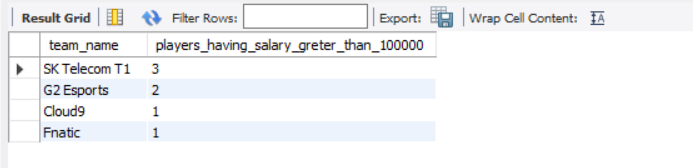 Result Grid Filter Rows: Export: Wrap Cell Content: IA
team_name players_having_salary_greter_than_100000
SK Telecom T1 3
G2 Esports 2
Cloud9 1
Fnatic 1